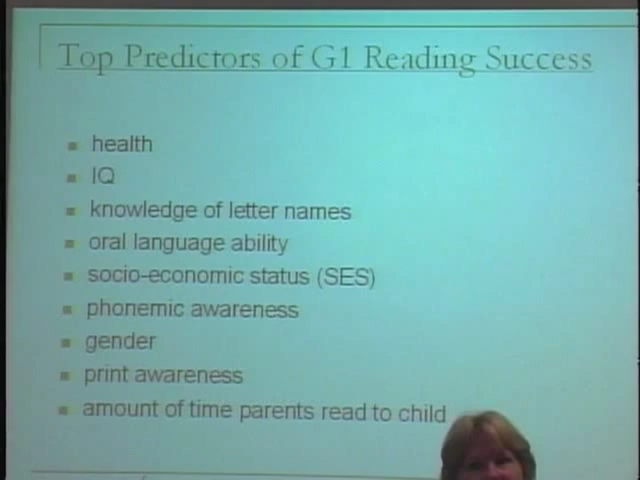 Top Predictors of G1 Reading Success
health
IQ
knowledge of letter names
oral language ability
socio-economic status (SES)
phonemic awareness
gender
print awareness
amount of time parents read to child